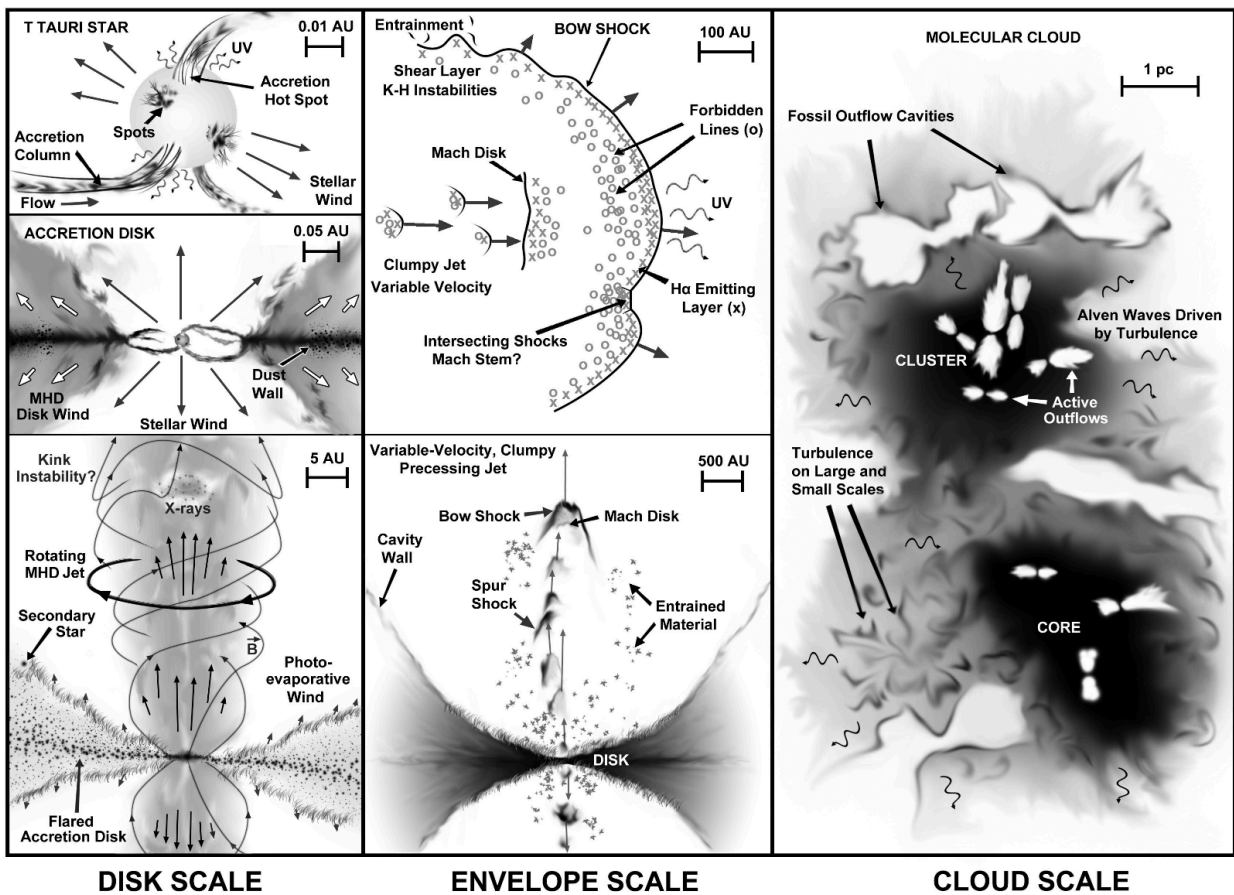 T TAURI STAR
0.01 AU
UV
Accretion
Hot Spot
Spots
Accretion
Column
Flow
Stellar
Wind
ACCRETION DISK
0.05 AU
Dust
Wall
MHD
Disk Wind
Stellar Wind
Kink
Instability?
5 AU
X-rays
Rotating
MHD Jet
Secondary
Star
B
Photo-
evaporative
Wind
Flared
Accretion Disk
DISK SCALE
Entrainment
BOW SHOCK
100 AU
Shear Layer
K-H Instabilities
Forbidden
Lines (o)
Mach Disk
UV
Clumpy Jet
Variable Velocity
Hα Emitting
Layer (x)
Intersecting Shocks
Mach Stem?
Variable-Velocity, Clumpy
Precessing Jet
500 AU
Bow Shock
Mach Disk
Cavity
Wall
Spur
Shock
Entrained
Material
DISK
ENVELOPE SCALE
MOLECULAR CLOUD
1 pc
Fossil Outflow Cavities
Alven Waves Driven
by Turbulence
CLUSTER
Active
Outflows
Turbulence
on Large and
Small Scales
CORE
CLOUD SCALE